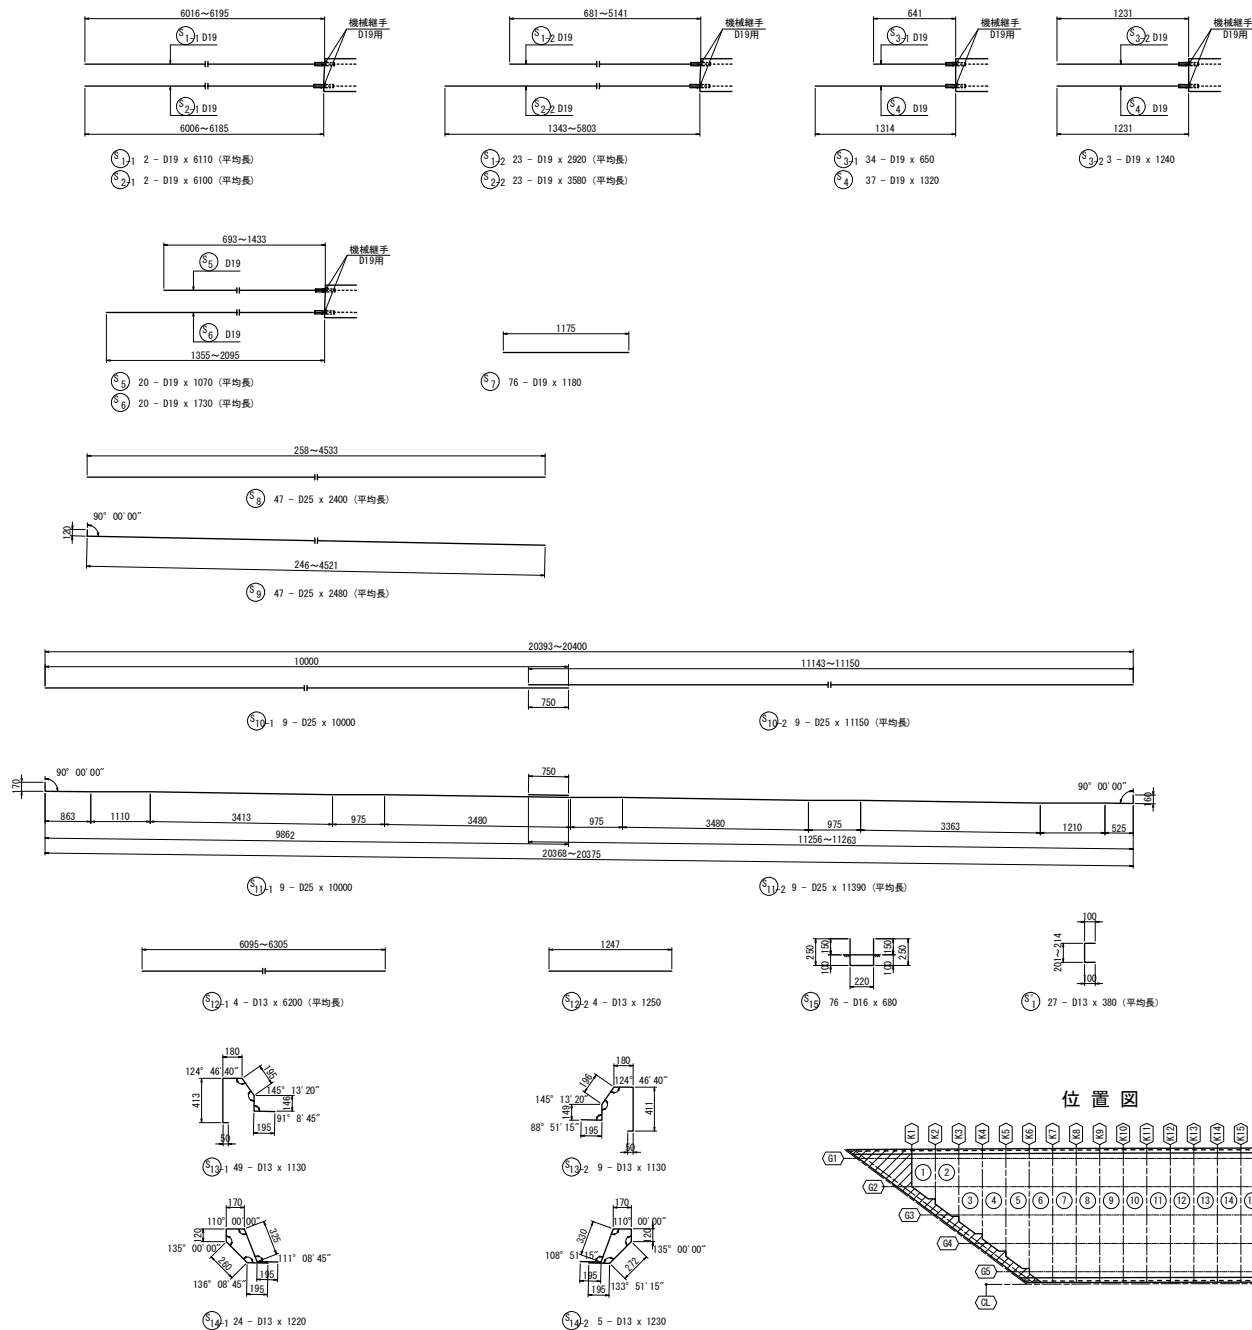 6016～6195
S1-1 D19
機械継手
D19用
S2-1 D19
6006～6185
S1-1 2 - D19 x 6110 (平均長)
S2-1 2 - D19 x 6100 (平均長)
681～5141
S1-2 D19
機械継手
D19用
S2-2 D19
1343～5803
S1-2 23 - D19 x 2920 (平均長)
S2-2 23 - D19 x 3580 (平均長)
641
S3-1 D19
機械継手
D19用
S4 D19
1314
S3-1 34 - D19 x 650
S4 37 - D19 x 1320
1231
S3-2 D19
機械継手
D19用
S4 D19
1231
S3-2 3 - D19 x 1240
693～1433
S5 D19
機械継手
D19用
S6 D19
1355～2095
S5 20 - D19 x 1070 (平均長)
S6 20 - D19 x 1730 (平均長)
1175
S7 76 - D19 x 1180
258～4533
S8 47 - D25 x 2400 (平均長)
90° 00'00"
120
246～4521
S9 47 - D25 x 2480 (平均長)
20393～20400
10000
11143～11150
750
S10-1 9 - D25 x 10000
S10-2 9 - D25 x 11150 (平均長)
170
90° 00'00"
750
90° 00'00"
160
863 1110 3413 975 3480 975 3480 975 3363 1210 525
9862
11256～11263
20368～20375
S11-1 9 - D25 x 10000
S11-2 9 - D25 x 11390 (平均長)
6095～6305
S12-1 4 - D13 x 6200 (平均長)
1247
S12-2 4 - D13 x 1250
250
150
100
150
100
250
220
S15 76 - D16 x 680
100
201～214
100
27 - D13 x 380 (平均長)
180
124° 46'40"
195
413
145° 13'20"
146
91° 8'45"
50
195
S13-1 49 - D13 x 1130
180
196
124° 46'40"
145° 13'20"
149
411
88° 51'15"
195
50
S13-2 9 - D13 x 1130
170
110° 00'00"
120
325
135° 00'00"
111° 08'45"
260
195
136° 08'45"
195
S14-1 24 - D13 x 1220
170
330
110° 00'00"
120
108° 51'15"
135° 00'00"
272
195
133° 51'15"
195
S14-2 5 - D13 x 1230
位置図
K1 K2 K3 K4 K5 K6 K7 K8 K9 K10 K11 K12 K13 K14 K15
G1
1 2
G2
3 4 5 6 7 8 9 10 11 12 13 14
G3
G4
G5
CL